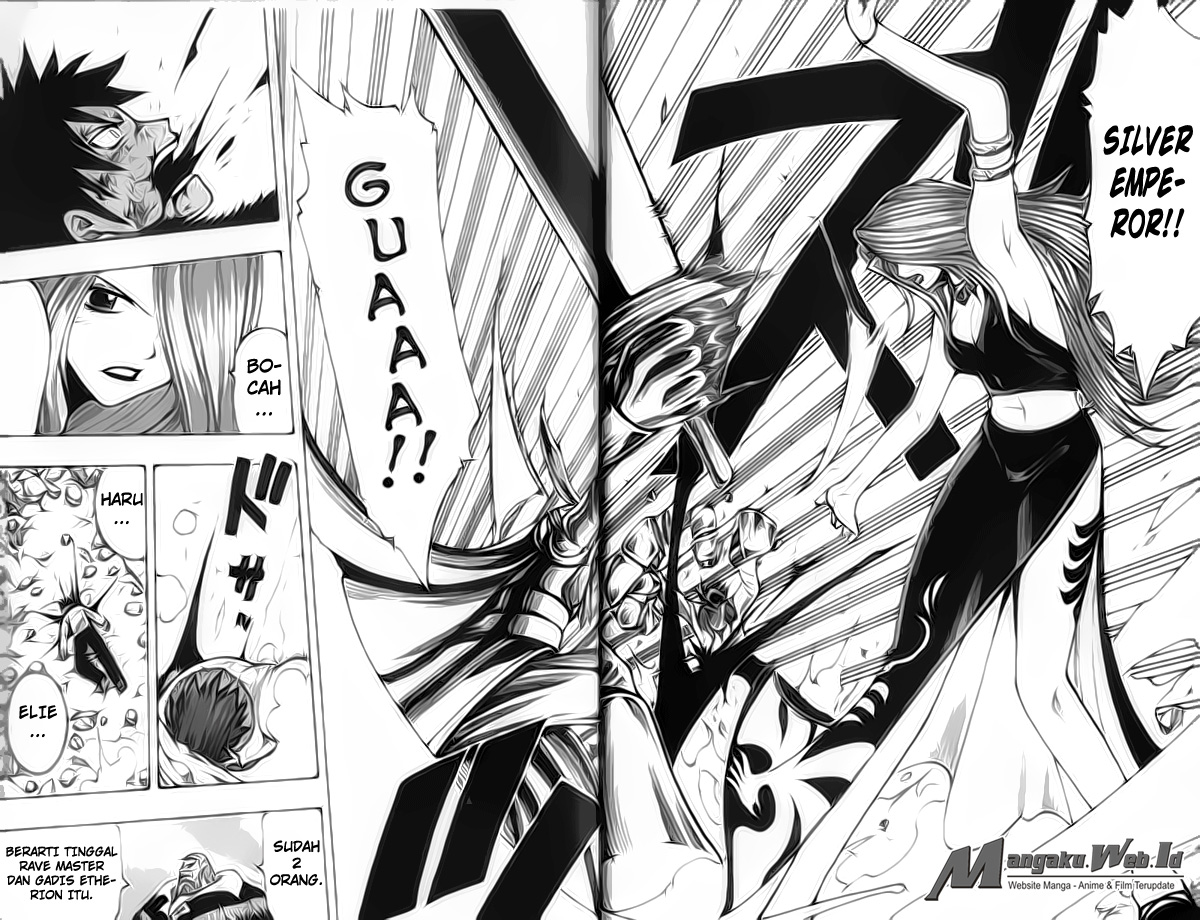 SILVER
EMPE-
ROR!!
GUAAA!!
BO-
CAH
...
ドサ...
HARU
...
ELIE
...
SUDAH
2
ORANG.
BERARTI TINGGAL
RAVE MASTER
DAN GADIS ETHE-
RION ITU.
Mangaku.Web.Id
Website Manga - Anime & Film Terupdate